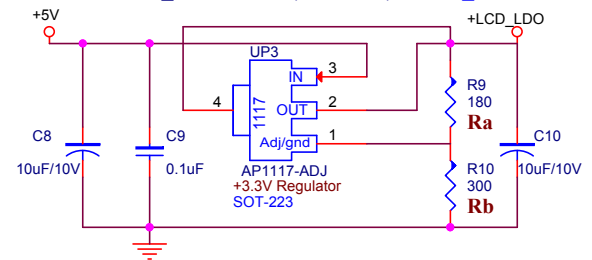 +5V
+LCD_LDO
UP3
IN
3
4
1117
OUT
2
Adj/gnd
1
R9
180
Ra
C8
10uF/10V
C9
0.1uF
AP1117-ADJ
+3.3V Regulator
SOT-223
R10
300
Rb
C10
10uF/10V